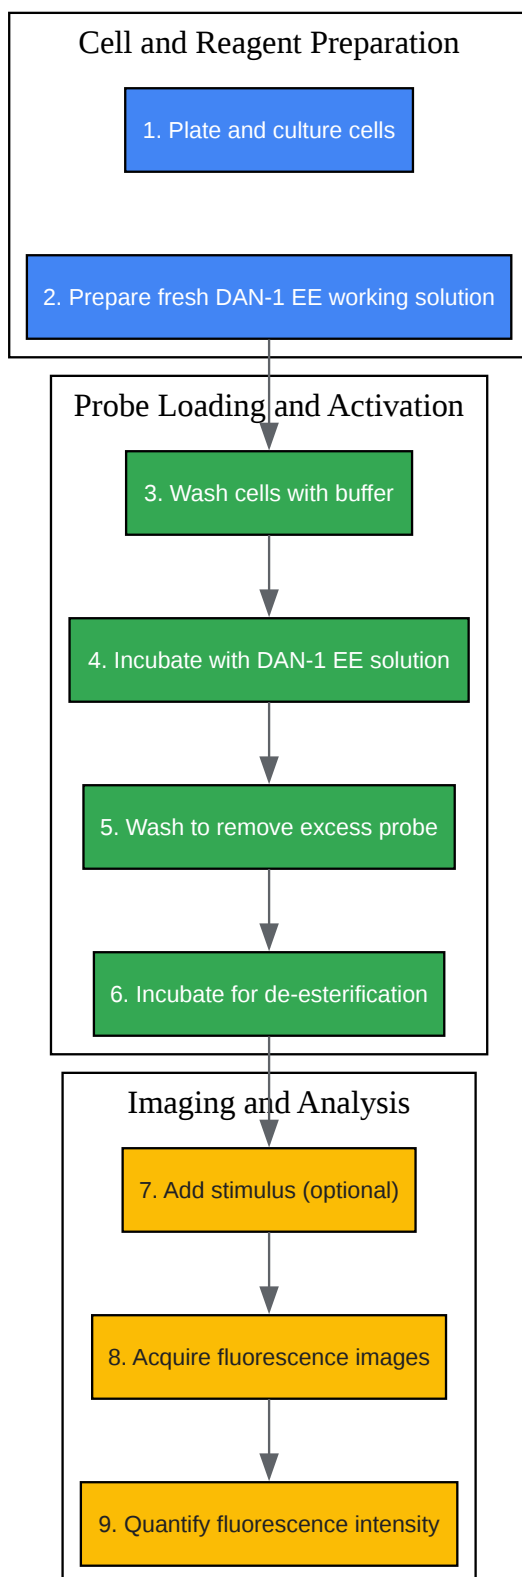 Cell and Reagent Preparation
1. Plate and culture cells
2. Prepare fresh DAN-1 EE working solution
Probe Loading and Activation
3. Wash cells with buffer
4. Incubate with DAN-1 EE solution
5. Wash to remove excess probe
6. Incubate for de-esterification
Imaging and Analysis
7. Add stimulus (optional)
8. Acquire fluorescence images
9. Quantify fluorescence intensity